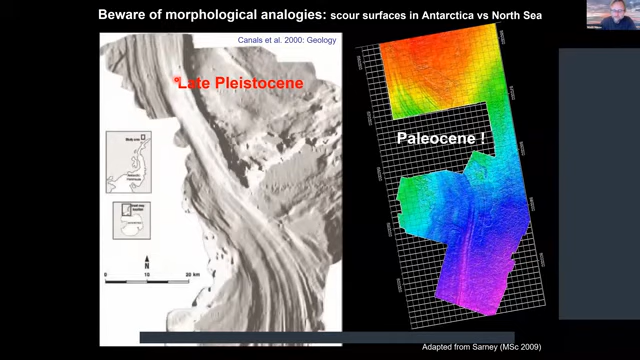 Beware of morphological analogies: scour surfaces in Antarctica vs North Sea
Canals et al. 2000: Geology
Late Pleistocene
Paleocene !
N
0 10 20 km
Adapted from Sarney (MSc 2009)